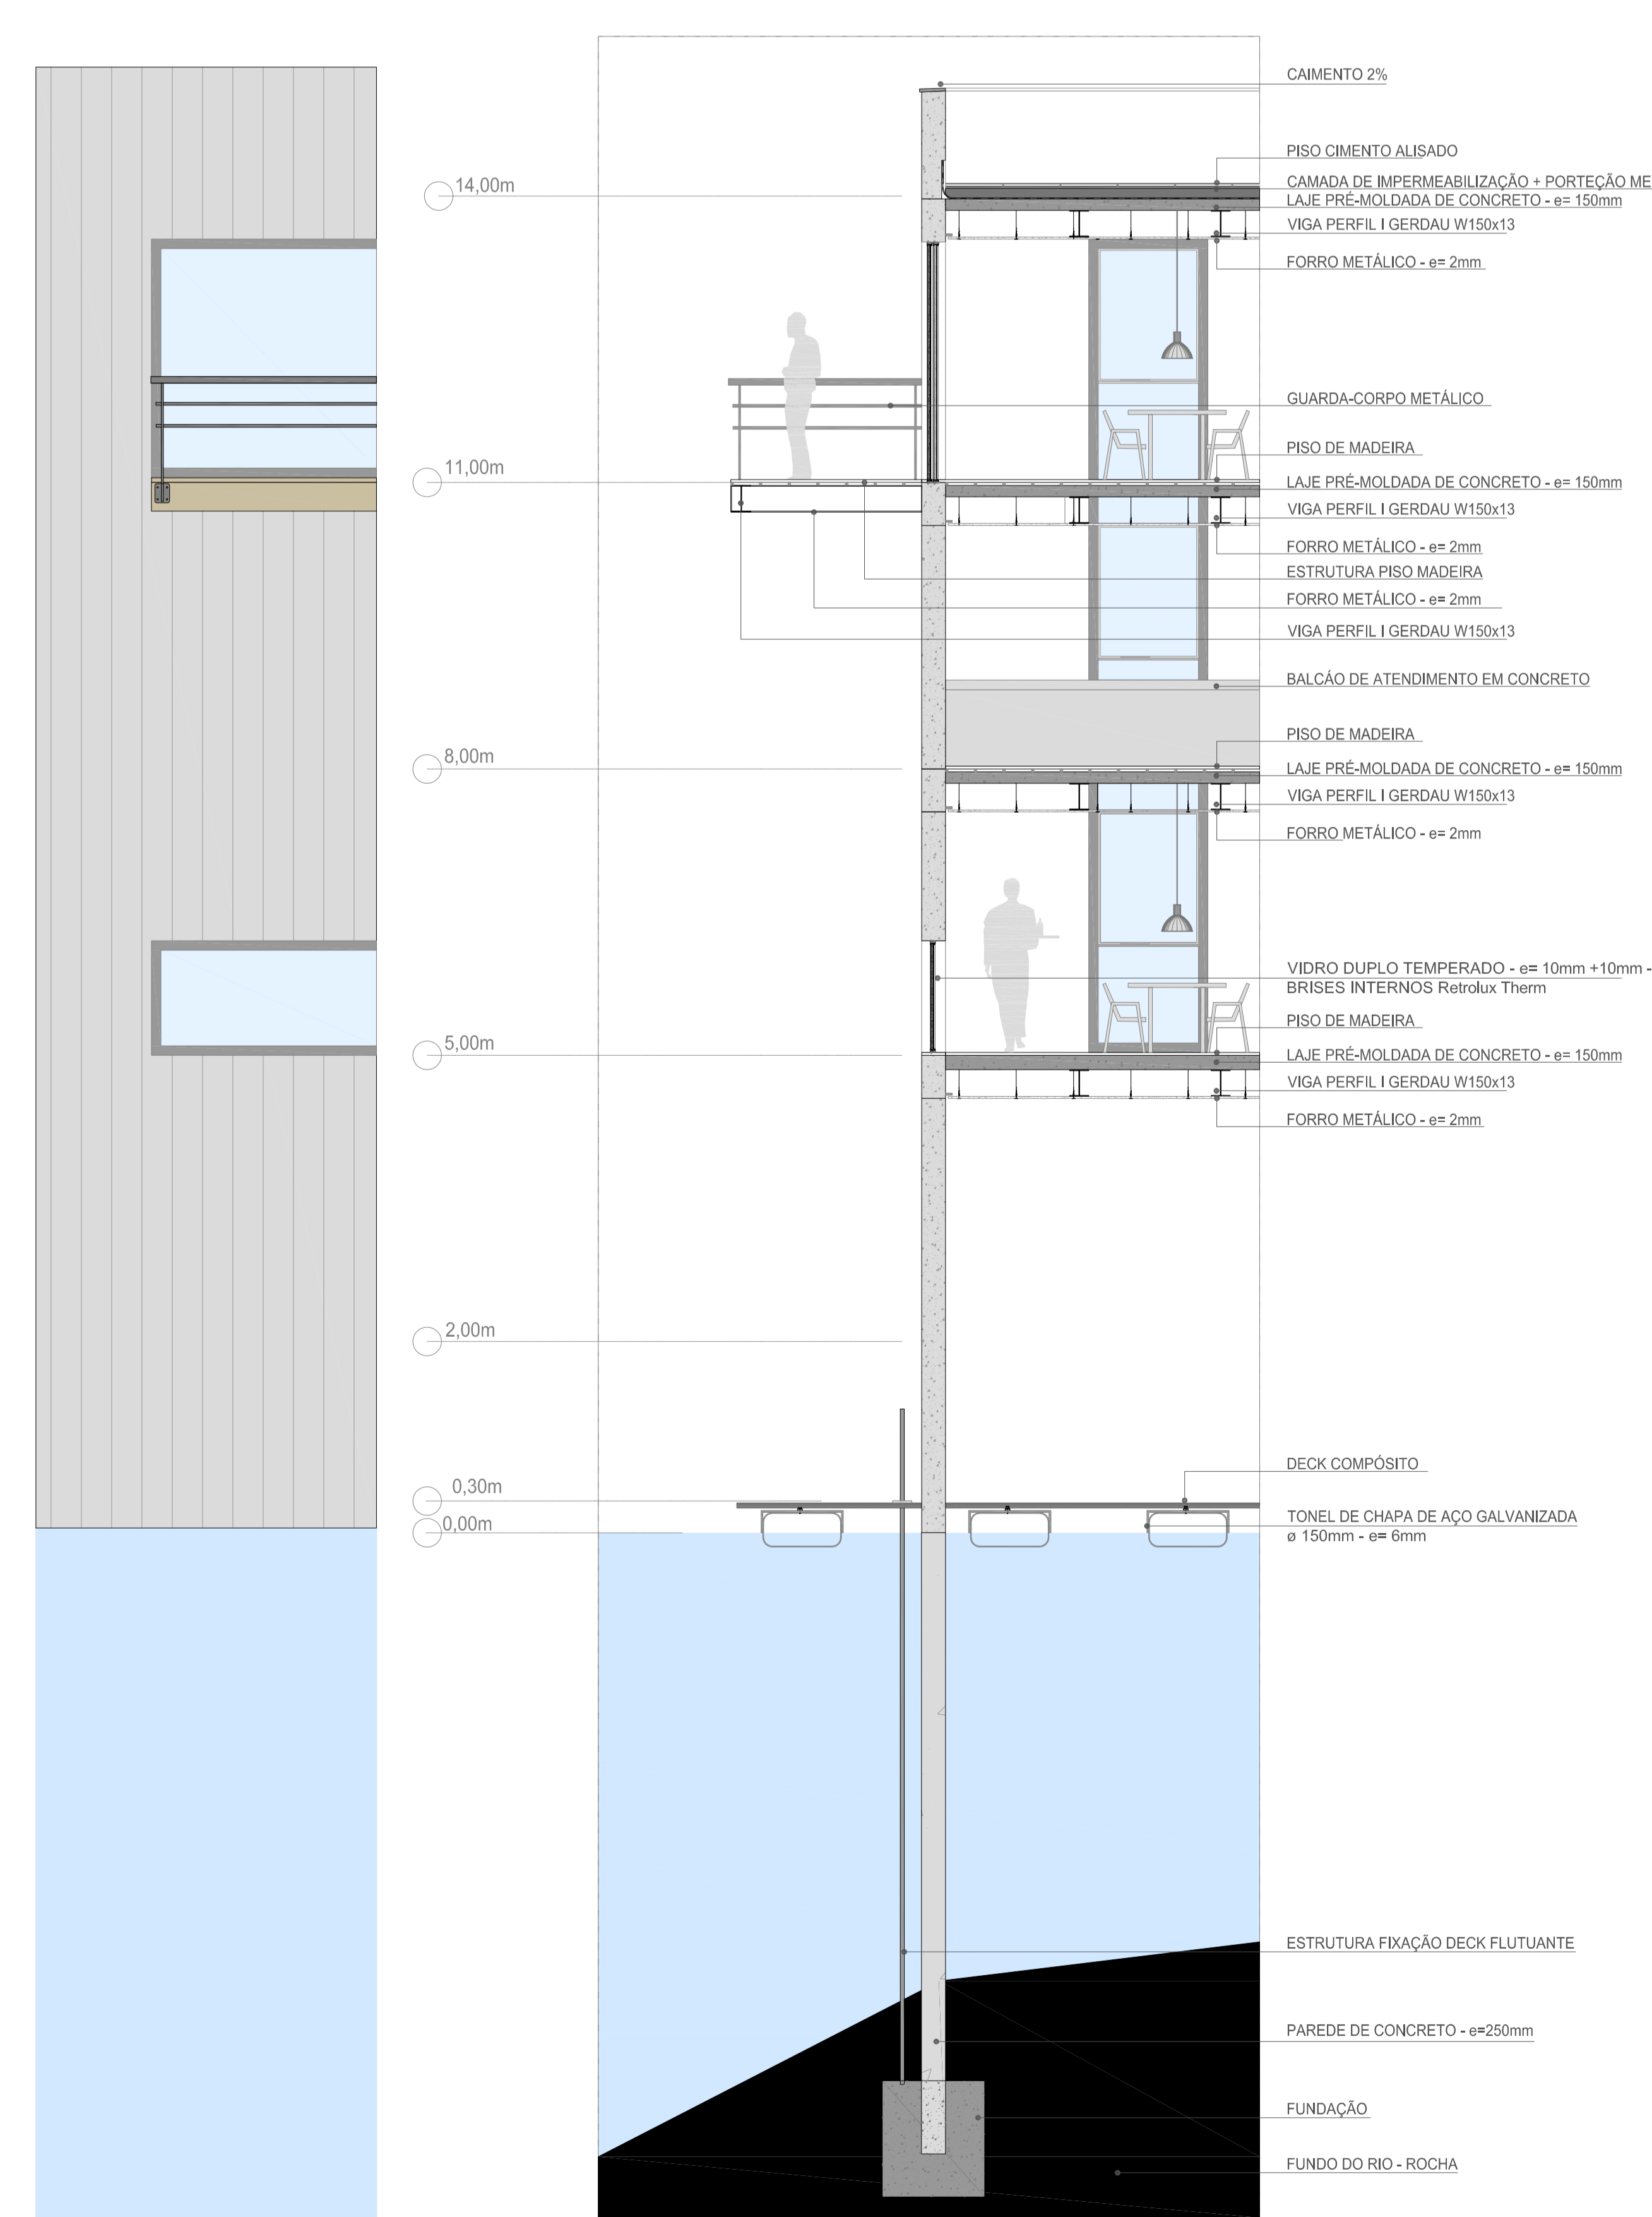 CAIMENTO 2%
PISO CIMENTO ALISADO
CAMADA DE IMPERMEABILIZAÇÃO + PORTEÇÃO ME
14,00m
LAJE PRÉ-MOLDADA DE CONCRETO - e= 150mm
VIGA PERFIL I GERDAU W150x13
FORRO METÁLICO - e= 2mm
GUARDA-CORPO METÁLICO
PISO DE MADEIRA
11,00m
LAJE PRÉ-MOLDADA DE CONCRETO - e= 150mm
VIGA PERFIL I GERDAU W150x13
FORRO METÁLICO - e= 2mm
ESTRUTURA PISO MADEIRA
FORRO METÁLICO - e= 2mm
VIGA PERFIL I GERDAU W150x13
BALCÁO DE ATENDIMENTO EM CONCRETO
PISO DE MADEIRA
8,00m
LAJE PRÉ-MOLDADA DE CONCRETO - e= 150mm
VIGA PERFIL I GERDAU W150x13
FORRO METÁLICO - e= 2mm
VIDRO DUPLO TEMPERADO - e= 10mm +10mm -
BRISES INTERNOS Retrolux Therm
PISO DE MADEIRA
5,00m
LAJE PRÉ-MOLDADA DE CONCRETO - e= 150mm
VIGA PERFIL I GERDAU W150x13
FORRO METÁLICO - e= 2mm
2,00m
DECK COMPÓSITO
0,30m
TONEL DE CHAPA DE AÇO GALVANIZADA
0,00m
ø 150mm - e= 6mm
ESTRUTURA FIXAÇÃO DECK FLUTUANTE
PAREDE DE CONCRETO - e=250mm
FUNDAÇÃO
FUNDO DO RIO - ROCHA